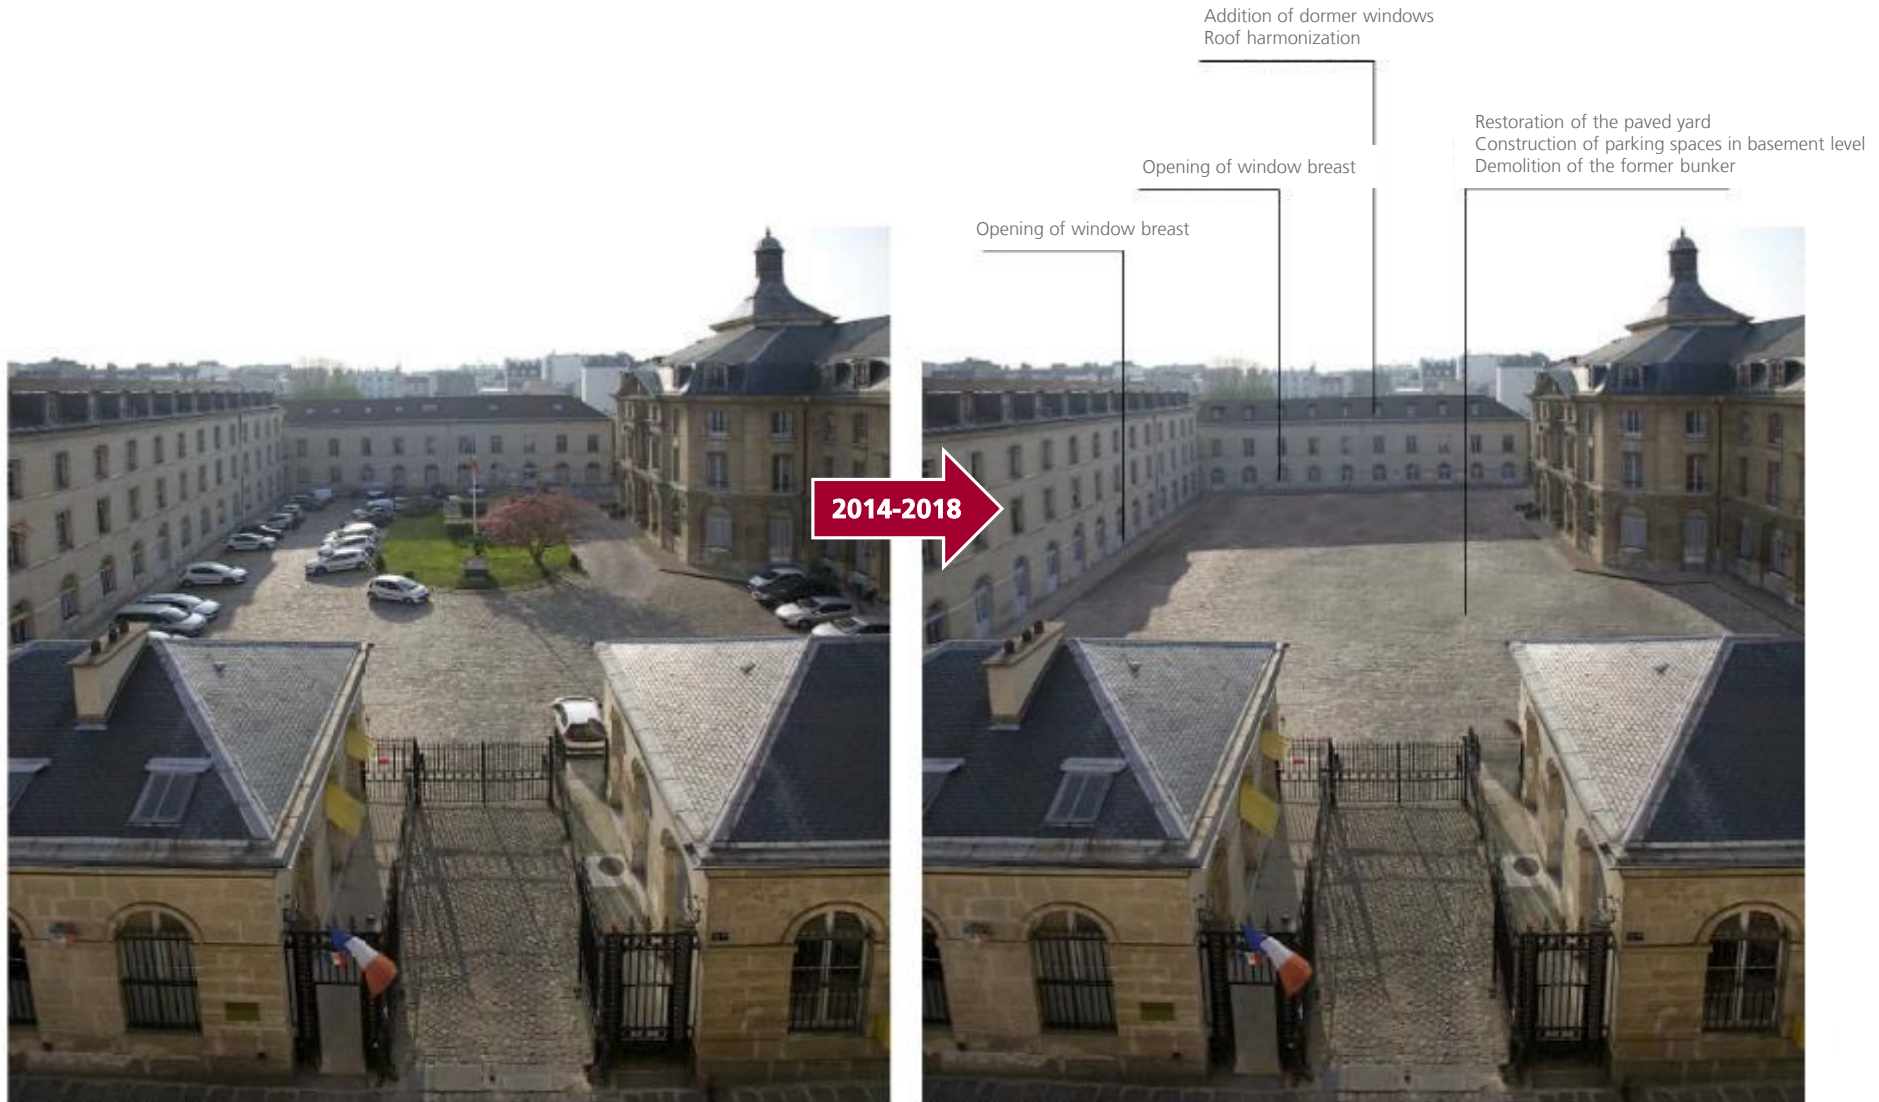 Addition of dormer windows
Roof harmonization
Restoration of the paved yard
Construction of parking spaces in basement level
Demolition of the former bunker
Opening of window breast
Opening of window breast
2014-2018